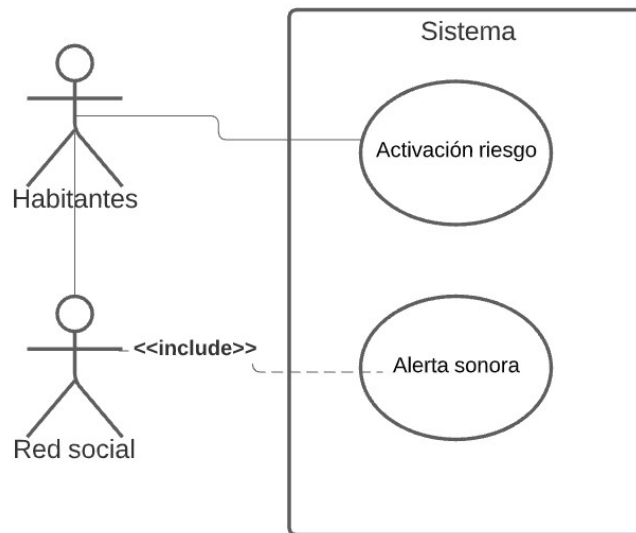 Sistema
Activación riesgo
Habitantes
<<include>>
Alerta sonora
Red social